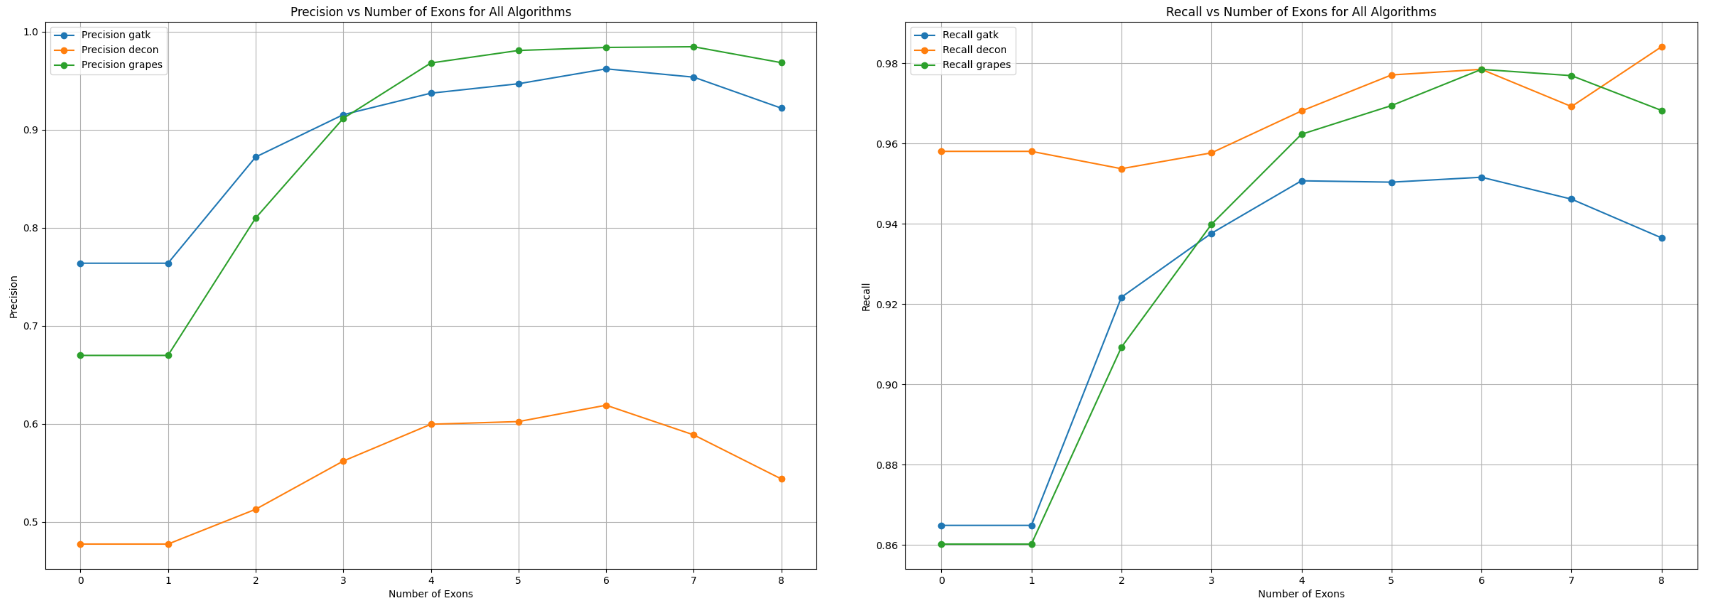 Precision vs Number of Exons for All Algorithms
Precision gatk
Precision decon
Precision grapes
1.0
0.9
0.8
0.7
0.6
0.5
Precision
0 1 2 3 4 5 6 7 8
Number of Exons
Recall vs Number of Exons for All Algorithms
Recall gatk
Recall decon
Recall grapes
0.98
0.96
0.94
0.92
0.90
0.88
0.86
Recall
0 1 2 3 4 5 6 7 8
Number of Exons